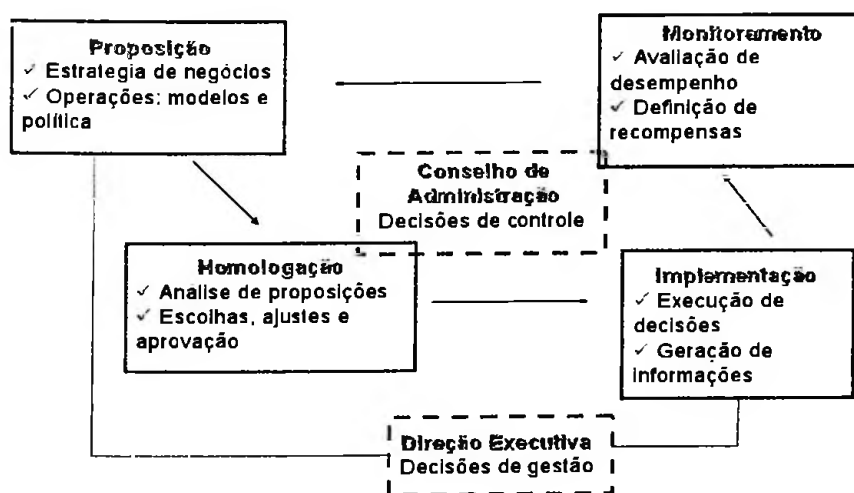 Proposição
✓ Estrategia de negócios
✓ Operações: modelos e
política
Monitoramento
✓ Avaliação de
desempenho
✓ Definição de
recompensas
Conselho de
Administração
Decisões de controle
Homologação
✓ Analise de proposições
✓ Escolhas, ajustes e
aprovação
Implementação
✓ Execução de
decisões
✓ Geração de
informações
Direção Executiva
Decisões de gestão